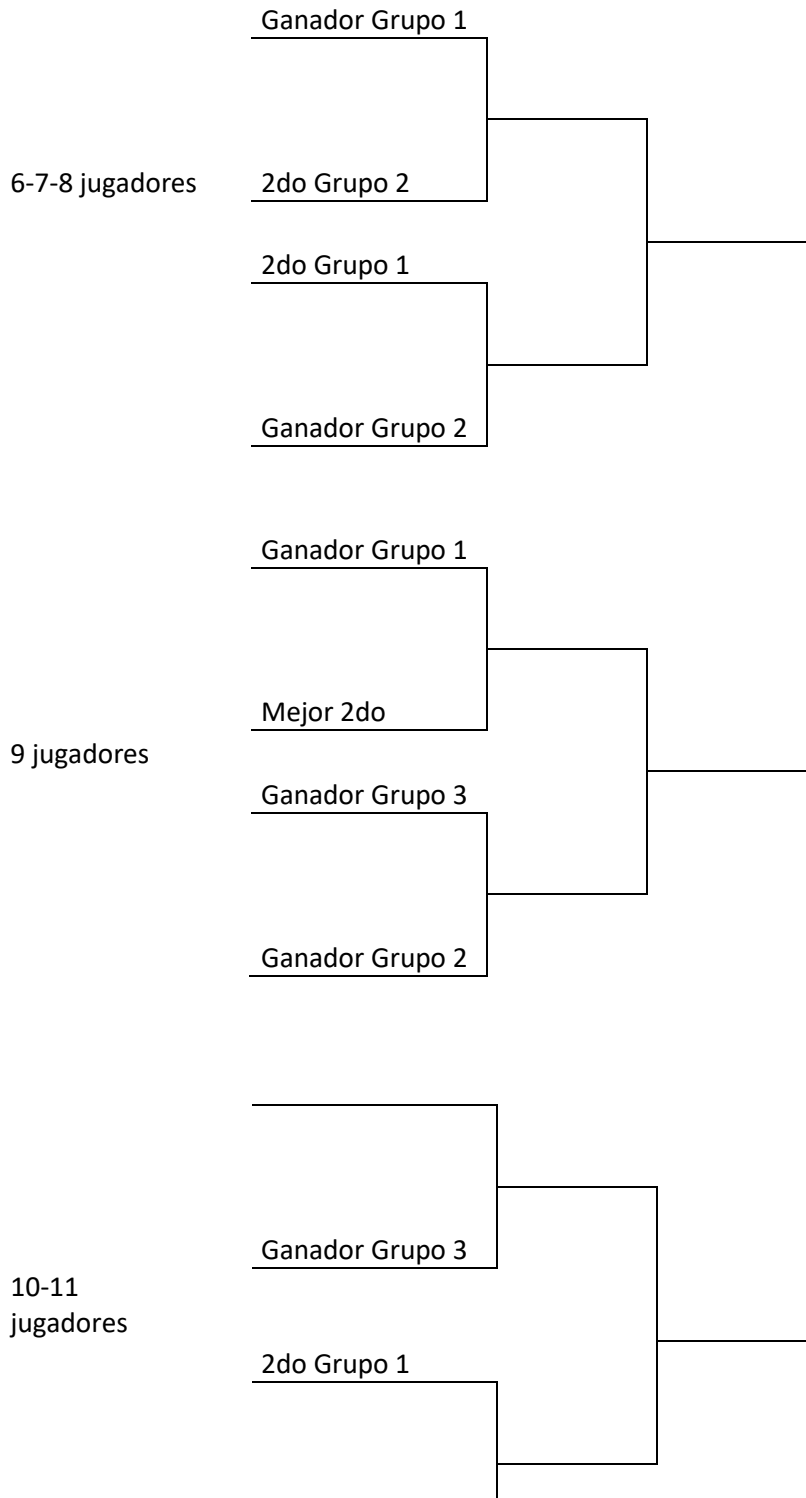 Ganador Grupo 1
6-7-8 jugadores
2do Grupo 2
2do Grupo 1
Ganador Grupo 2
Ganador Grupo 1
Mejor 2do
9 jugadores
Ganador Grupo 3
Ganador Grupo 2
Ganador Grupo 3
10-11
jugadores
2do Grupo 1